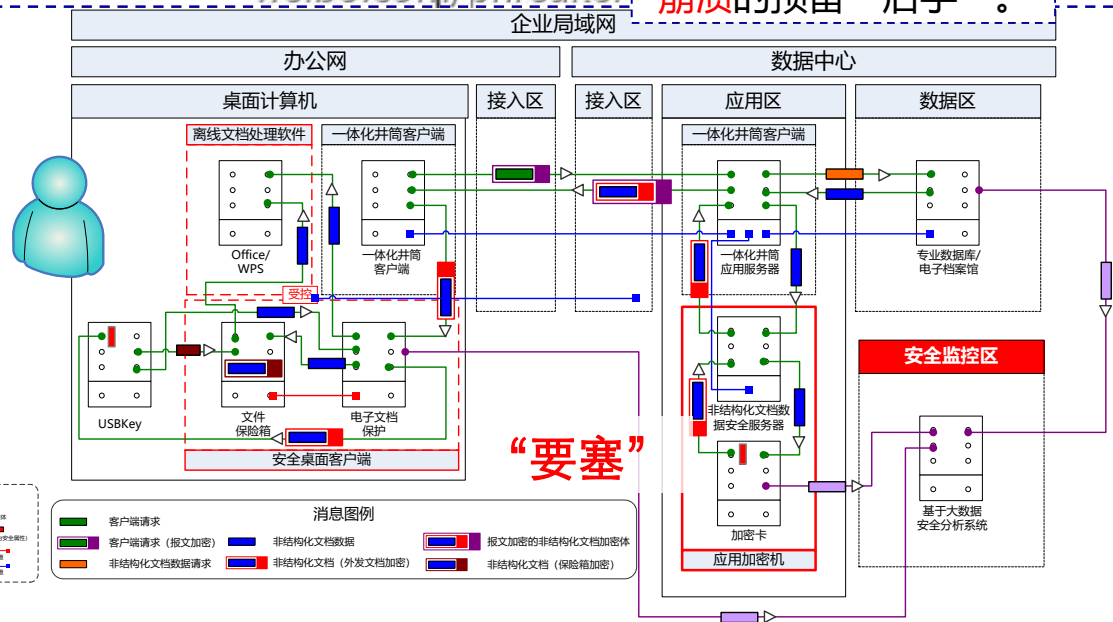 崩溃的预留“后手”。
企业局域网
办公网
数据中心
桌面计算机
接入区
接入区
应用区
数据区
离线文档处理软件
一体化井筒客户端
一体化井筒客户端
Office/
WPS
一体化井筒
客户端
一体化井筒
应用服务器
专业数据库/
电子档案馆
受控
安全监控区
USBKey
文件
保险箱
电子文档
保护
非结构化文档数
据安全服务器
“要塞”
安全桌面客户端
加密卡
基于大数据
安全分析系统
应用加密机
消息图例
客户端请求
客户端请求（报文加密）
非结构化文档数据请求
非结构化文档数据
非结构化文档（外发文档加密）
报文加密的非结构化文档加密体
非结构化文档（保险箱加密）